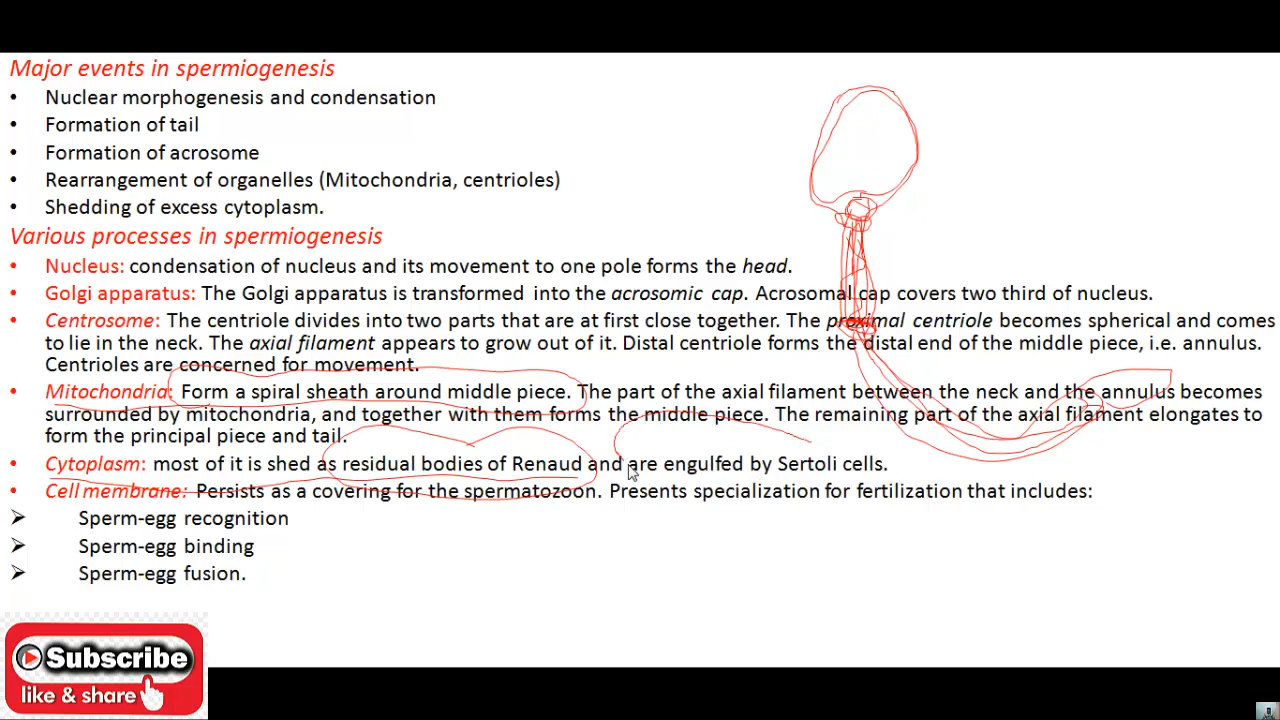 Major events in spermiogenesis
• Nuclear morphogenesis and condensation
• Formation of tail
• Formation of acrosome
• Rearrangement of organelles (Mitochondria, centrioles)
• Shedding of excess cytoplasm.
Various processes in spermiogenesis
• Nucleus: condensation of nucleus and its movement to one pole forms the head.
• Golgi apparatus: The Golgi apparatus is transformed into the acrosomic cap. Acrosomal cap covers two third of nucleus.
• Centrosome: The centriole divides into two parts that are at first close together. The proximal centriole becomes spherical and comes
to lie in the neck. The axial filament appears to grow out of it. Distal centriole forms the distal end of the middle piece, i.e. annulus.
Centrioles are concerned for movement.
• Mitochondria: Form a spiral sheath around middle piece. The part of the axial filament between the neck and the annulus becomes
surrounded by mitochondria, and together with them forms the middle piece. The remaining part of the axial filament elongates to
form the principal piece and tail.
• Cytoplasm: most of it is shed as residual bodies of Renaud and are engulfed by Sertoli cells.
• Cell membrane: Persists as a covering for the spermatozoon. Presents specialization for fertilization that includes:
➢ Sperm-egg recognition
➢ Sperm-egg binding
➢ Sperm-egg fusion.
Subscribe
like & share